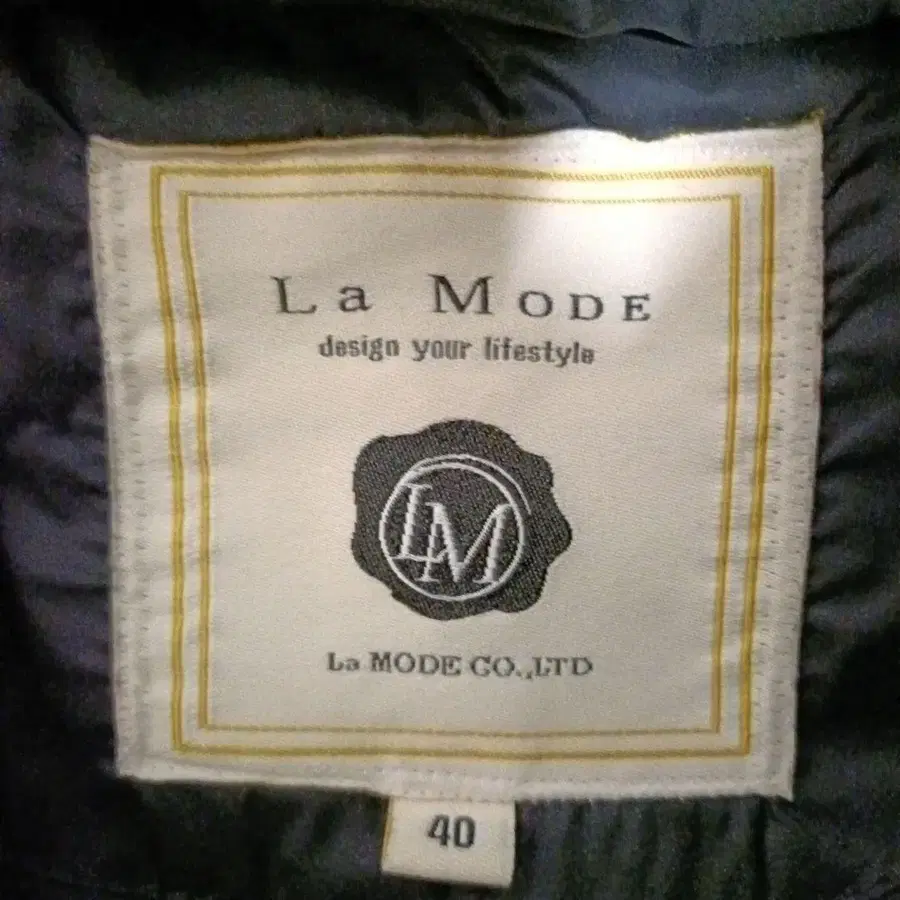 La MODE
design your lifestyle
LM
La MODE CO.,LTD
40